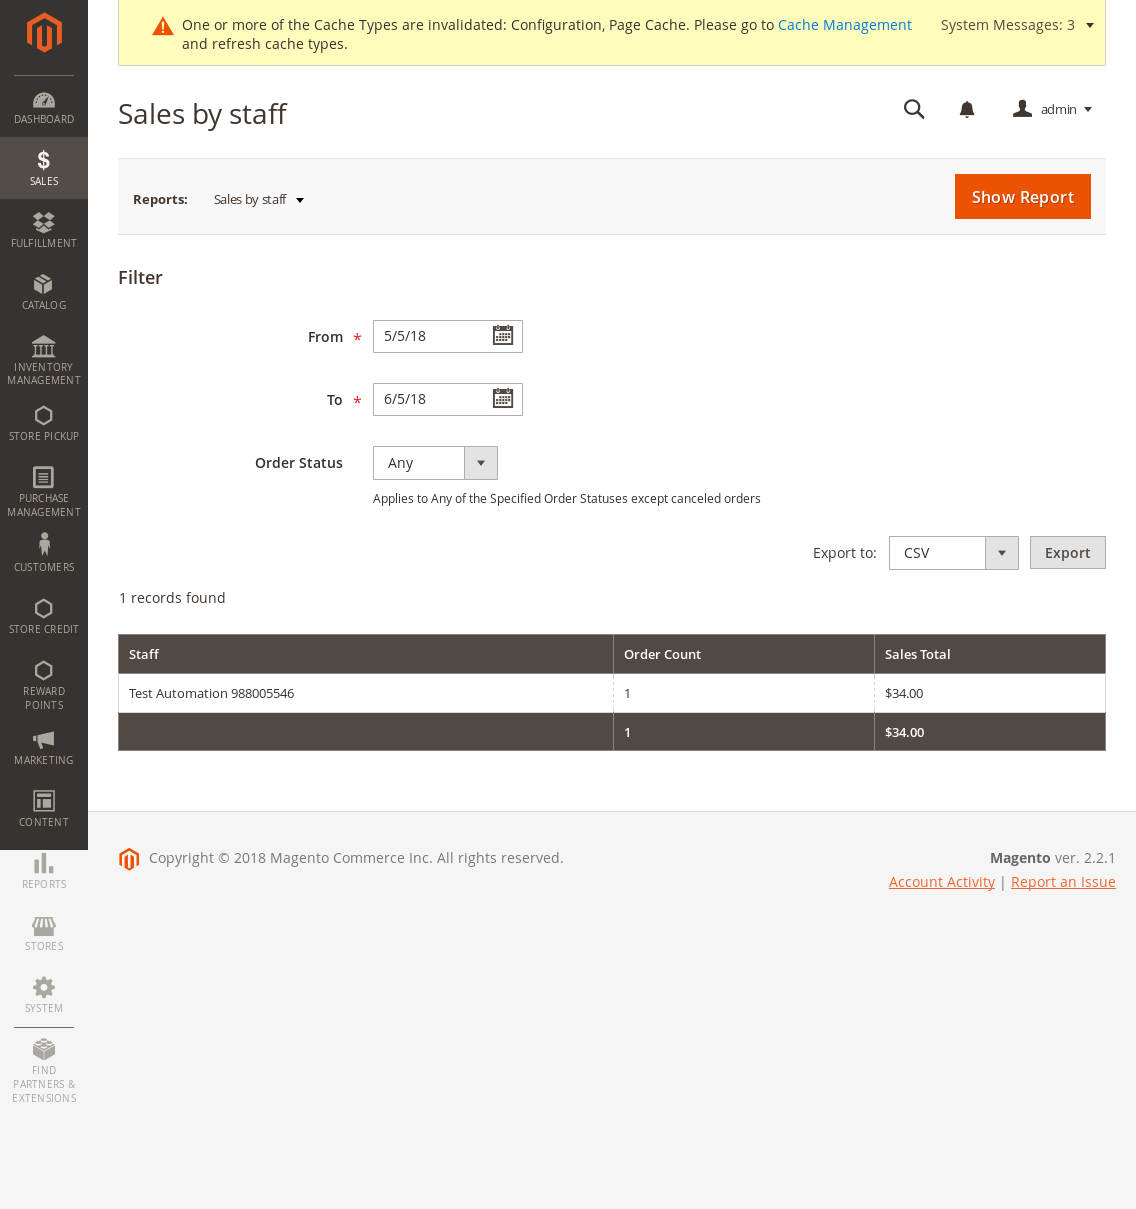 One or more of the Cache Types are invalidated: Configuration, Page Cache. Please go to Cache Management
and refresh cache types.
System Messages: 3
Sales by staff
admin
Reports:
Sales by staff
Show Report
Filter
From *
5/5/18
To *
6/5/18
Order Status
Any
Applies to Any of the Specified Order Statuses except canceled orders
Export to:
CSV
Export
1 records found
Staff
Order Count
Sales Total
Test Automation 988005546
1
$34.00
1
$34.00
Copyright © 2018 Magento Commerce Inc. All rights reserved.
Magento ver. 2.2.1
Account Activity | Report an Issue
DASHBOARD
$
SALES
FULFILLMENT
CATALOG
INVENTORY
MANAGEMENT
STORE PICKUP
PURCHASE
MANAGEMENT
CUSTOMERS
STORE CREDIT
REWARD
POINTS
MARKETING
CONTENT
REPORTS
STORES
SYSTEM
FIND
PARTNERS &
EXTENSIONS